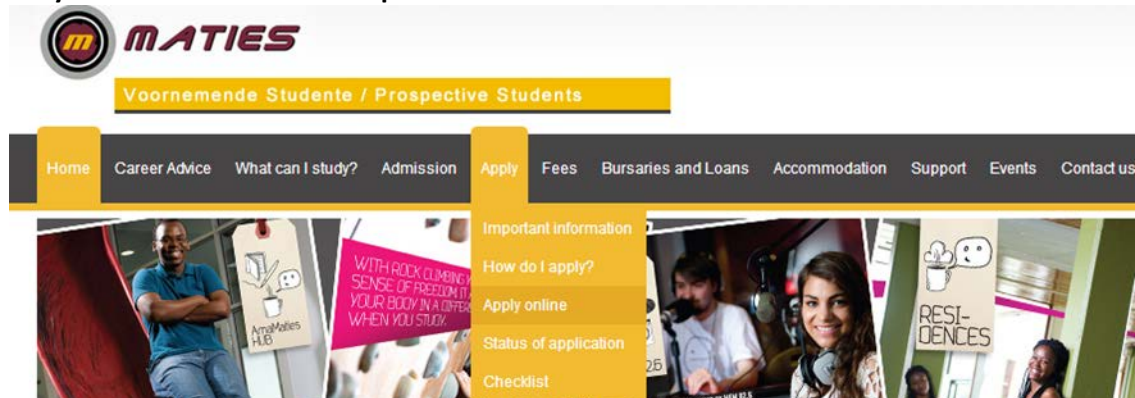 m MATIES
Voornemende Studente / Prospective Students
Home Career Advice What can I study? Admission Apply Fees Bursaries and Loans Accommodation Support Events Contact us
Important information
How do I apply?
Apply online
Status of application
Checklist
AmaMaties
HUB
WITH ROCK CLIMBING
SENSE OF FREEDOM IT
YOUR BODY IN A
WHEN YOU STUDY.
RESI-
DENCES